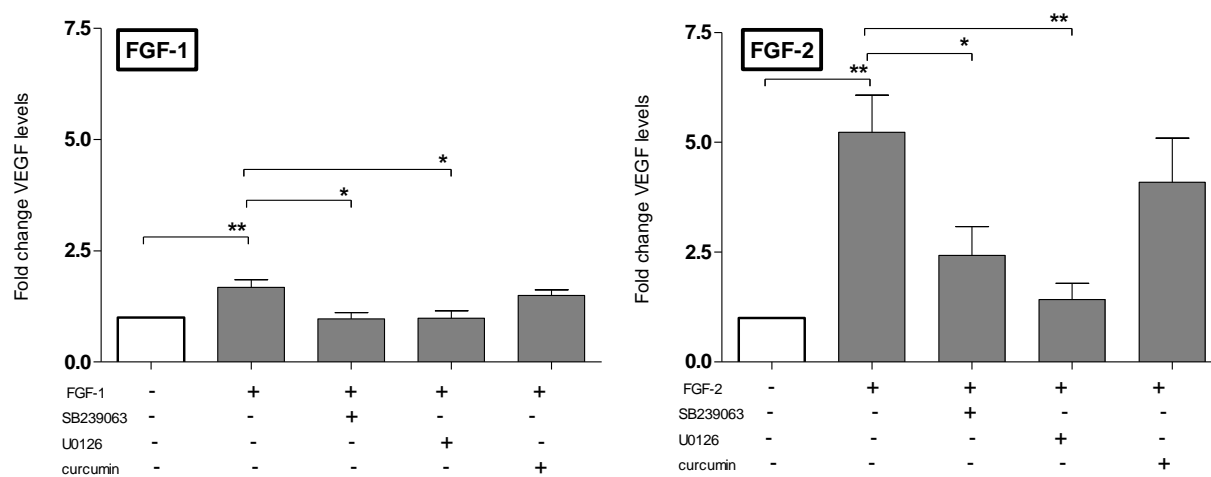 7.5
FGF-1
5.0
2.5
0.0
Fold change VEGF levels
**
*
*
FGF-1 - + + + +
SB239063 - - + - -
U0126 - - - + -
curcumin - - - - +
7.5
FGF-2
5.0
2.5
0.0
Fold change VEGF levels
**
*
**
FGF-2 - + + + +
SB239063 - - + - -
U0126 - - - + -
curcumin - - - - +